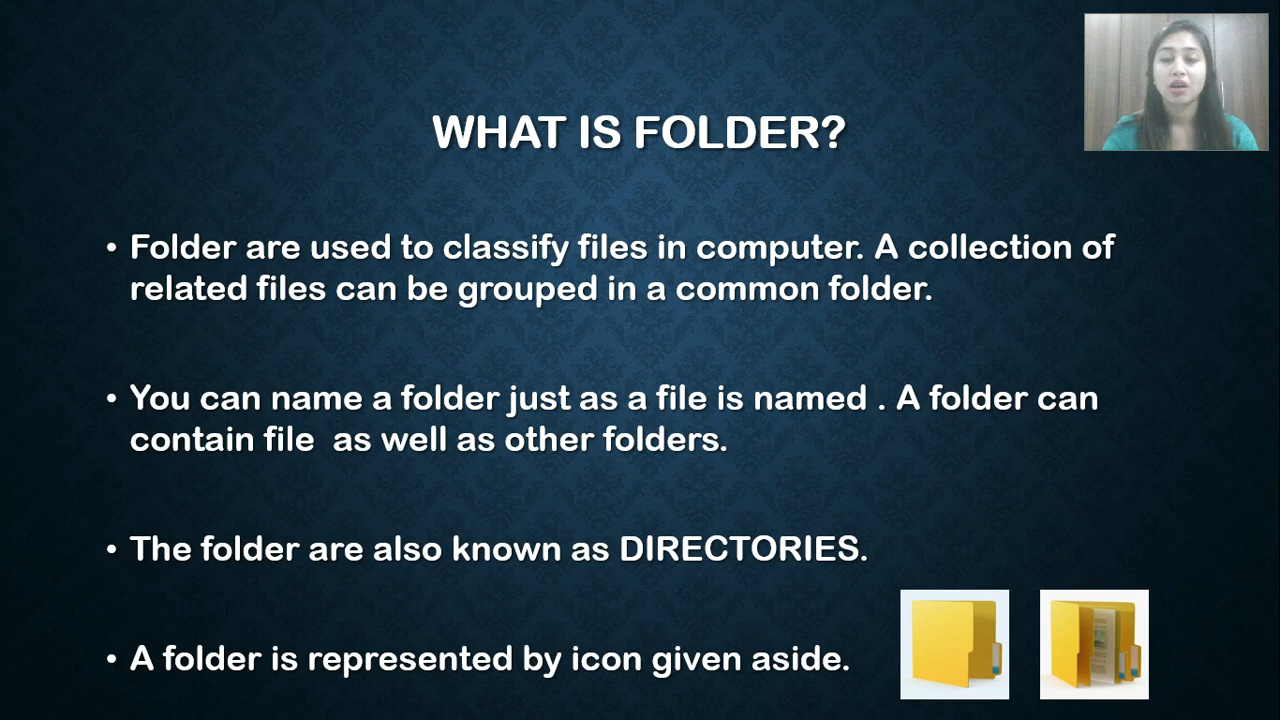 WHAT IS FOLDER?
• Folder are used to classify files in computer. A collection of
related files can be grouped in a common folder.
• You can name a folder just as a file is named . A folder can
contain file  as well as other folders.
• The folder are also known as DIRECTORIES.
• A folder is represented by icon given aside.